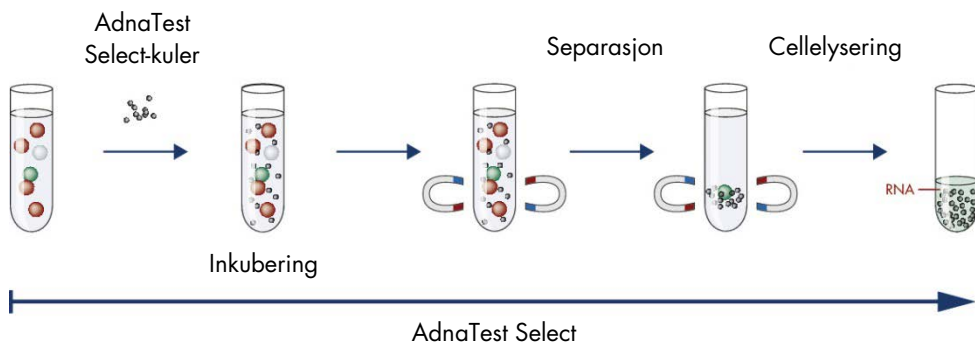 AdnaTest
Select-kuler
Separasjon
Cellelysering
RNA
Inkubering
AdnaTest Select